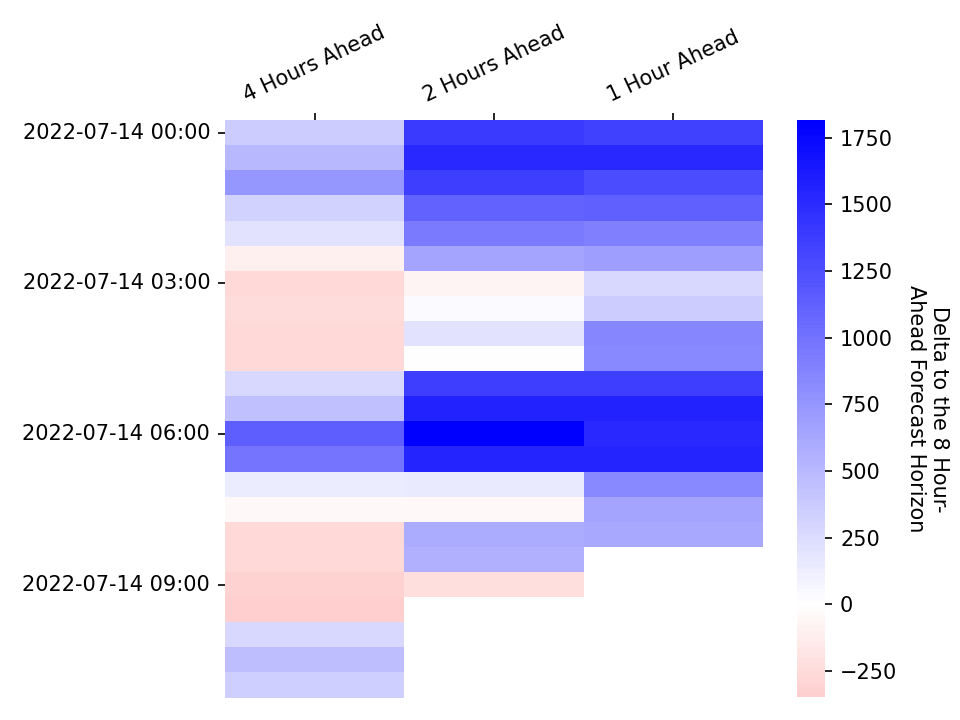 4 Hours Ahead
2 Hours Ahead
1 Hour Ahead
2022-07-14 00:00
2022-07-14 03:00
2022-07-14 06:00
2022-07-14 09:00
1750
1500
1250
1000
750
500
250
0
−250
Delta to the 8 Hour-
Ahead Forecast Horizon